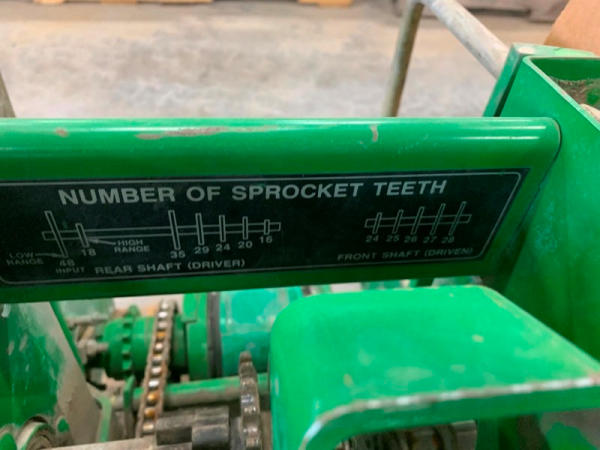 NUMBER OF SPROCKET TEETH
LOW RANGE
48
INPUT
18
HIGH RANGE
35 29 24 20 16
REAR SHAFT (DRIVER)
24 25 26 27 28
FRONT SHAFT (DRIVEN)